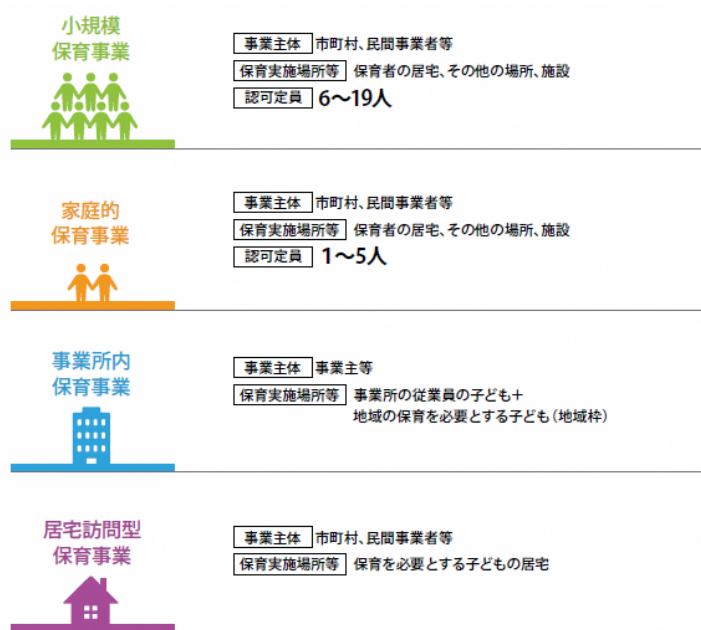 小規模
保育事業
事業主体 市町村、民間事業者等
保育実施場所等 保育者の居宅、その他の場所、施設
認可定員 6〜19人
家庭的
保育事業
事業主体 市町村、民間事業者等
保育実施場所等 保育者の居宅、その他の場所、施設
認可定員 1〜5人
事業所内
保育事業
事業主体 事業主等
保育実施場所等 事業所の従業員の子ども＋
地域の保育を必要とする子ども（地域枠）
居宅訪問型
保育事業
事業主体 市町村、民間事業者等
保育実施場所等 保育を必要とする子どもの居宅